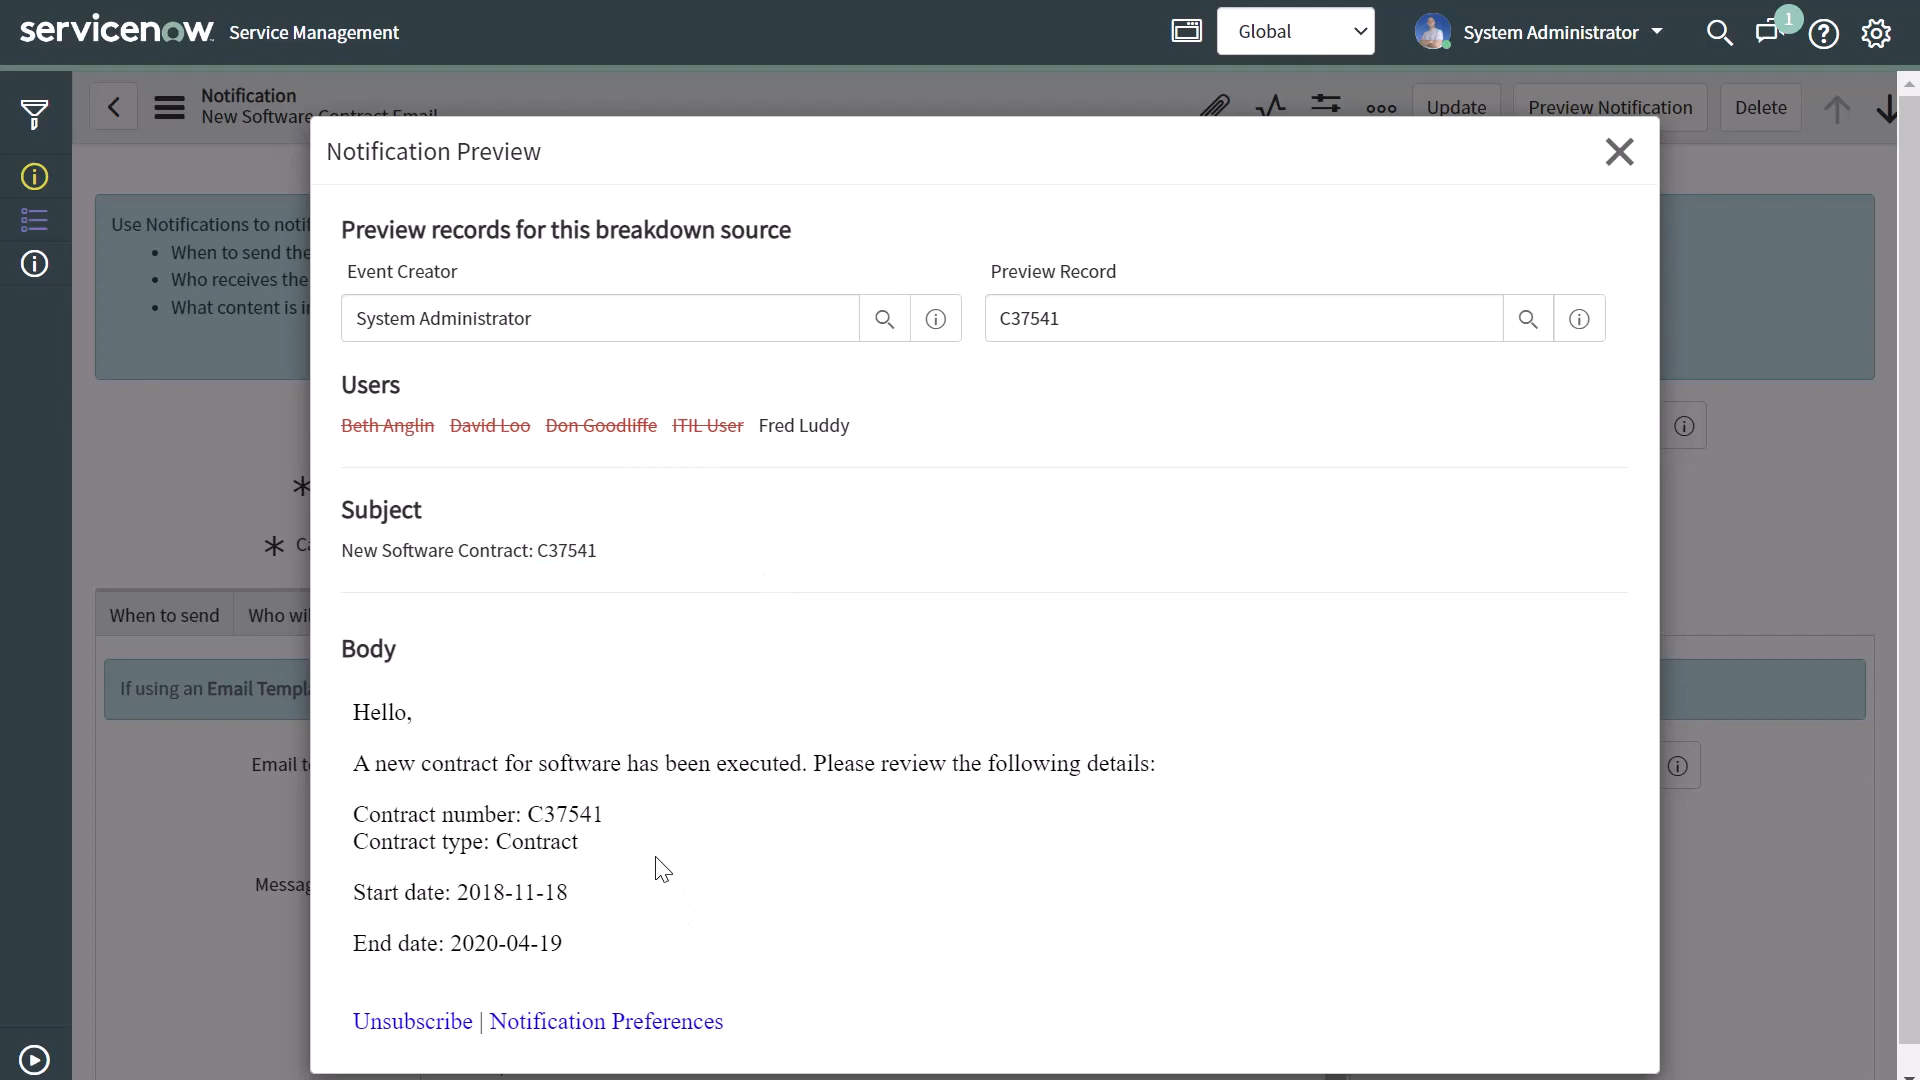 servicenow Service Management
Global
System Administrator
1
Notification
New Software Contract Email
Update
Preview Notification
Delete
Use Notifications to noti
• When to send the
• Who receives the
• What content is i
Notification Preview
Preview records for this breakdown source
Event Creator
Preview Record
System Administrator
C37541
Users
Beth Anglin David Loo Don Goodliffe ITIL User Fred Luddy
Subject
New Software Contract: C37541
When to send
Who wi
Body
If using an Email Templ
Hello,
A new contract for software has been executed. Please review the following details:
Email t
Contract number: C37541
Contract type: Contract
Messag
Start date: 2018-11-18
End date: 2020-04-19
Unsubscribe | Notification Preferences